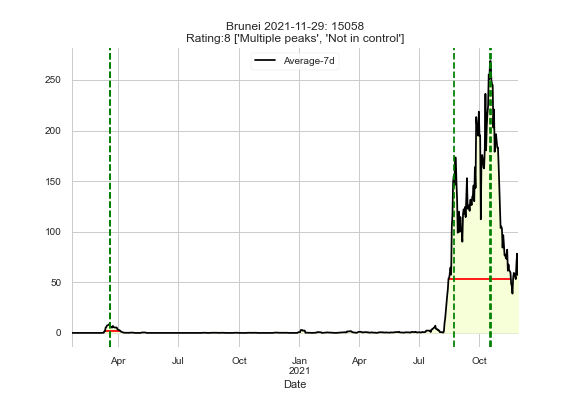 Brunei 2021-11-29: 15058
Rating:8 ['Multiple peaks', 'Not in control']
Average-7d
250
200
150
100
50
0
Apr Jul Oct Jan Apr Jul Oct
2021
Date